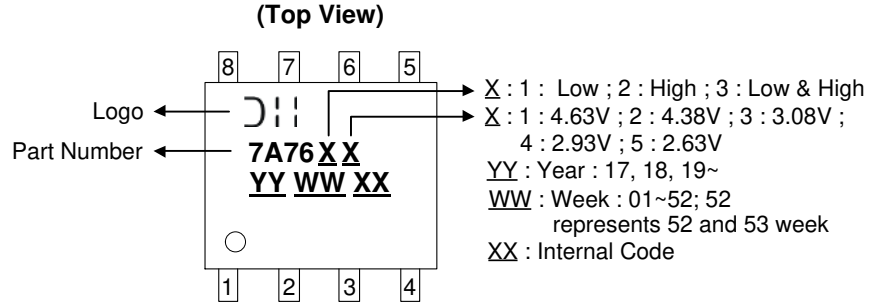 (Top View)
8 7 6 5
Logo
Part Number
7A76 X X
YY WW XX
1 2 3 4
X : 1 : Low ; 2 : High ; 3 : Low & High
X : 1 : 4.63V ; 2 : 4.38V ; 3 : 3.08V ;
4 : 2.93V ; 5 : 2.63V
YY : Year : 17, 18, 19~
WW : Week : 01~52; 52
represents 52 and 53 week
XX : Internal Code